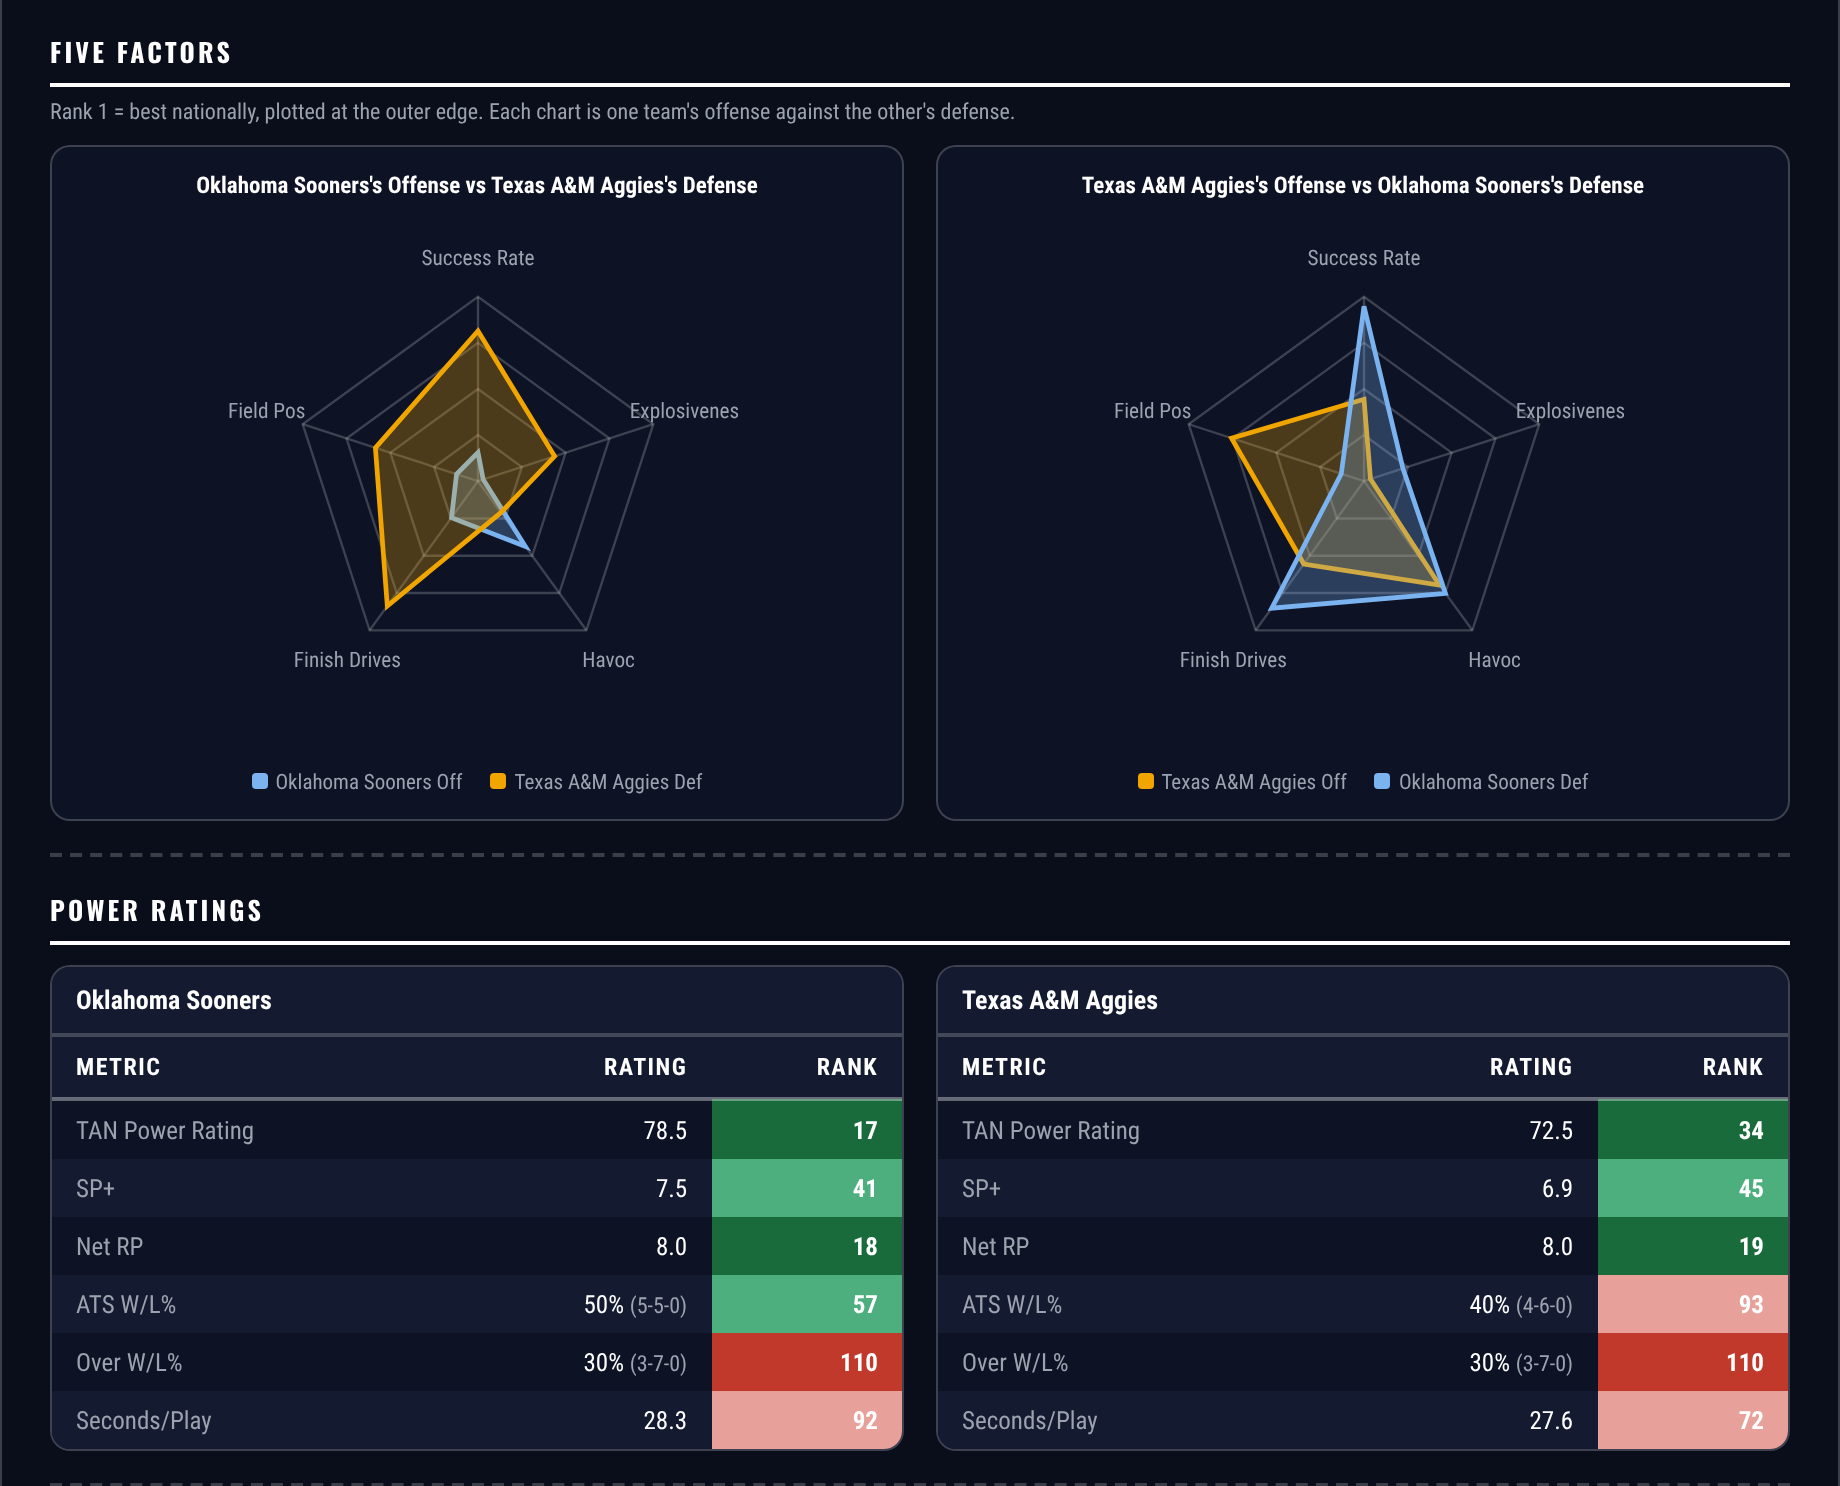 FIVE FACTORS
Rank 1 = best nationally, plotted at the outer edge. Each chart is one team's offense against the other's defense.
Oklahoma Sooners's Offense vs Texas A&M Aggies's Defense
Success Rate
Field Pos
Explosivenes
Finish Drives
Havoc
Oklahoma Sooners Off
Texas A&M Aggies Def
Texas A&M Aggies's Offense vs Oklahoma Sooners's Defense
Success Rate
Field Pos
Explosivenes
Finish Drives
Havoc
Texas A&M Aggies Off
Oklahoma Sooners Def
POWER RATINGS
Oklahoma Sooners
METRIC RATING RANK
TAN Power Rating 78.5 17
SP+ 7.5 41
Net RP 8.0 18
ATS W/L% 50% (5-5-0) 57
Over W/L% 30% (3-7-0) 110
Seconds/Play 28.3 92
Texas A&M Aggies
METRIC RATING RANK
TAN Power Rating 72.5 34
SP+ 6.9 45
Net RP 8.0 19
ATS W/L% 40% (4-6-0) 93
Over W/L% 30% (3-7-0) 110
Seconds/Play 27.6 72